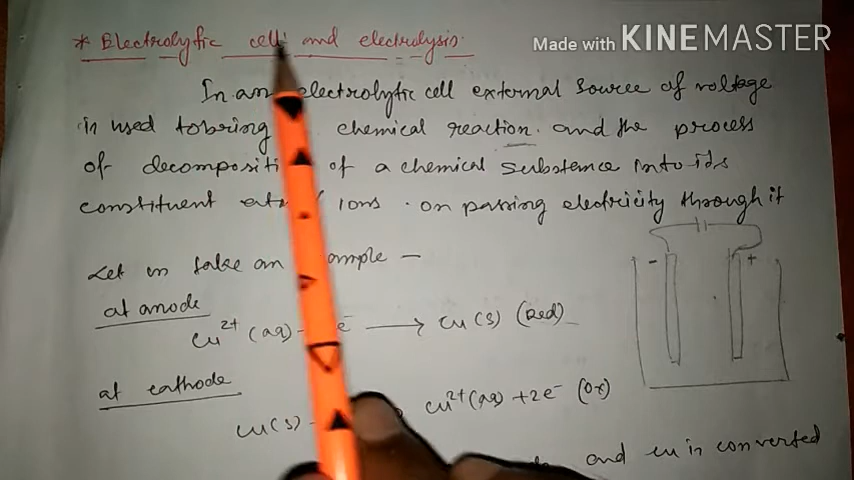 * Electrolytic cell and electrolysis.
Made with KINEMASTER
In an electrolytic cell external source of voltage
is used to bring chemical reaction. and the process
of decompositi of a chemical substance into its
constituent ions . on passing electricity through it
Let us take an ample —
at anode
Cu2+ (aq) e- → Cu (s) (Red)
at cathode
Cu(s) Cu2+ (aq) + 2e- (Ox)
and Cu is converted
- +